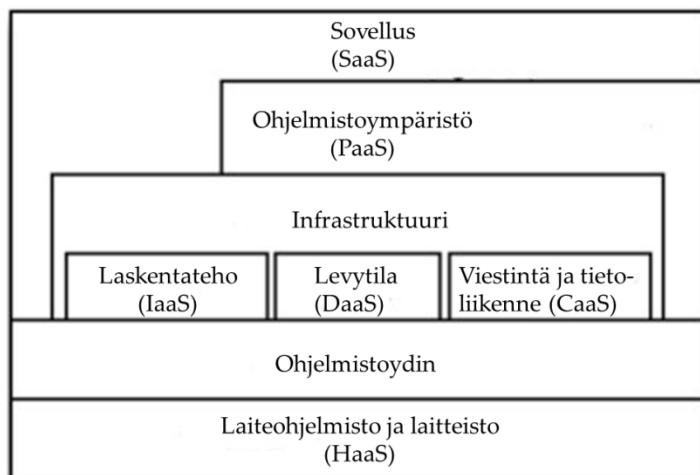 Sovellus
(SaaS)
Ohjelmistoympäristö
(PaaS)
Infrastruktuuri
Laskentateho
(IaaS)
Levytila
(DaaS)
Viestintä ja tieto-
liikenne (CaaS)
Ohjelmistoydin
Laiteohjelmisto ja laitteisto
(HaaS)